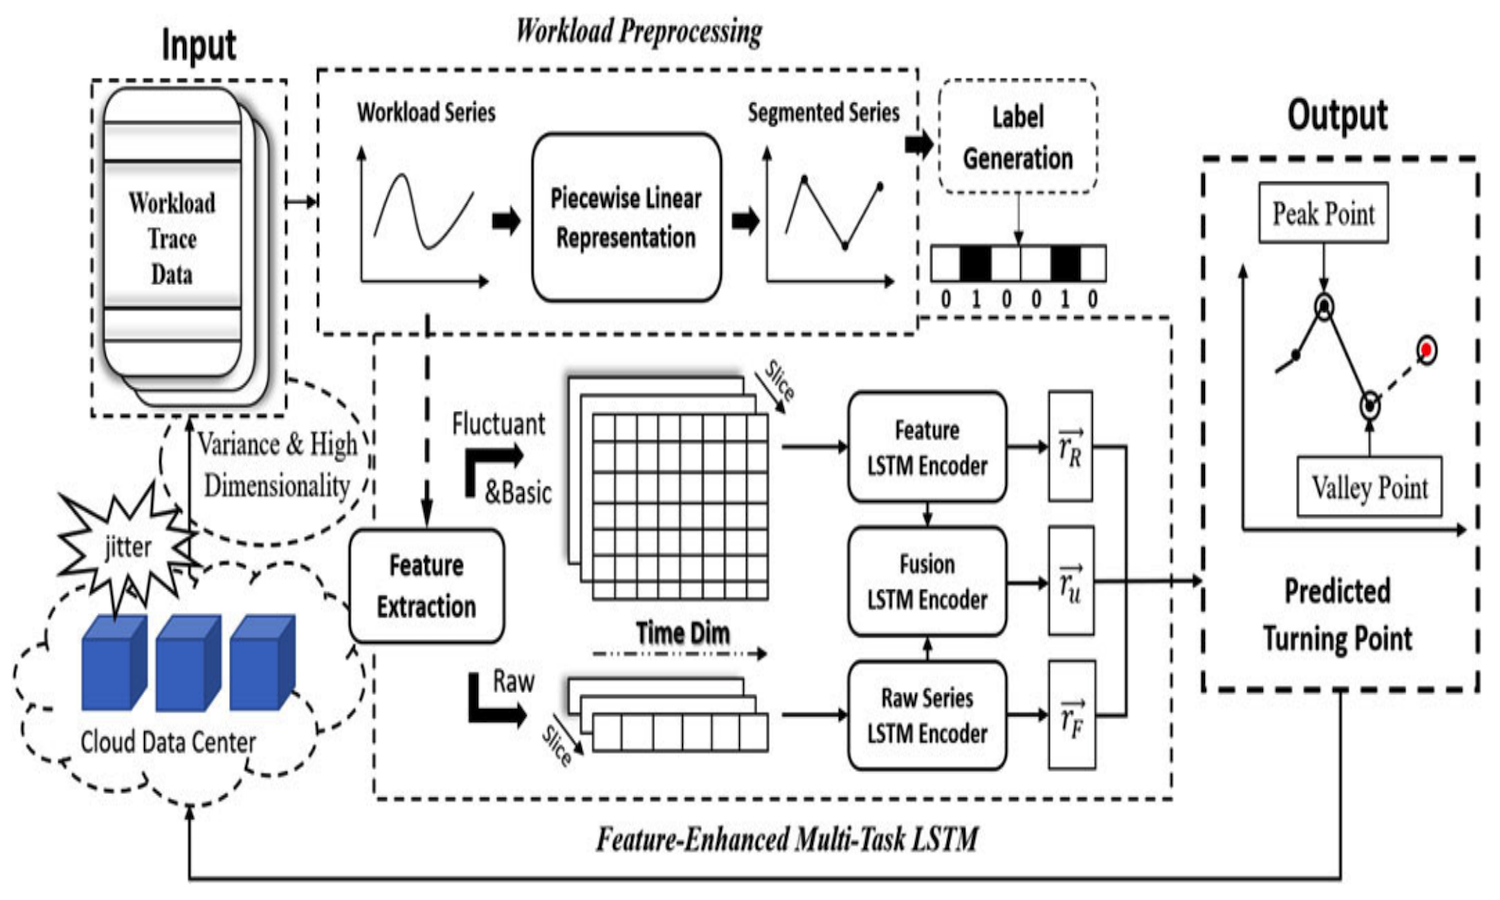 Input
Workload Preprocessing
Workload
Trace
Data
Workload Series
Piecewise Linear
Representation
Segmented Series
Label
Generation
0 1 0 0 1 0
Output
Peak Point
Valley Point
Predicted
Turning Point
Variance & High
Dimensionality
jitter
Cloud Data Center
Feature
Extraction
Fluctuant
&Basic
Slice
Time Dim
Raw
Slice
Feature
LSTM Encoder
Fusion
LSTM Encoder
Raw Series
LSTM Encoder
r_R
r_u
r_F
Feature-Enhanced Multi-Task LSTM